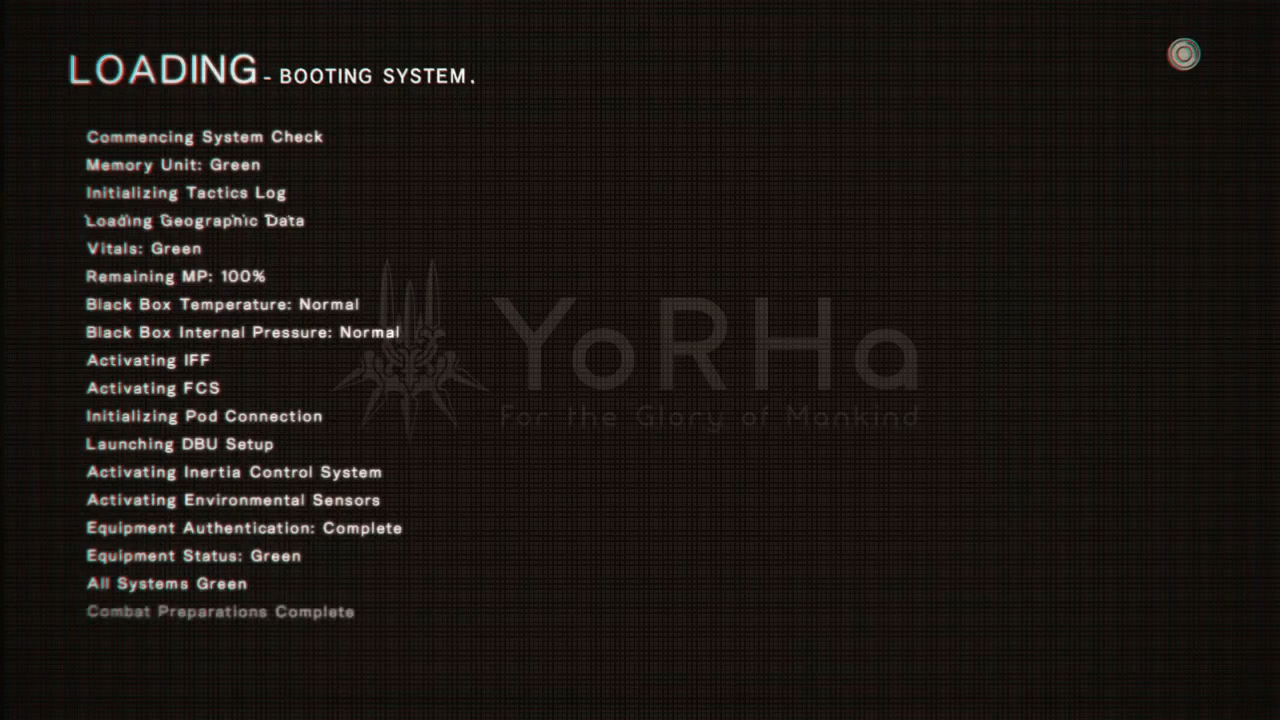 LOADING - BOOTING SYSTEM.
Commencing System Check
Memory Unit: Green
Initializing Tactics Log
Loading Geographic Data
Vitals: Green
Remaining MP: 100%
Black Box Temperature: Normal
Black Box Internal Pressure: Normal
Activating IFF
Activating FCS
Initializing Pod Connection
Launching DBU Setup
Activating Inertia Control System
Activating Environmental Sensors
Equipment Authentication: Complete
Equipment Status: Green
All Systems Green
Combat Preparations Complete
YoRHa
For the Glory of Mankind